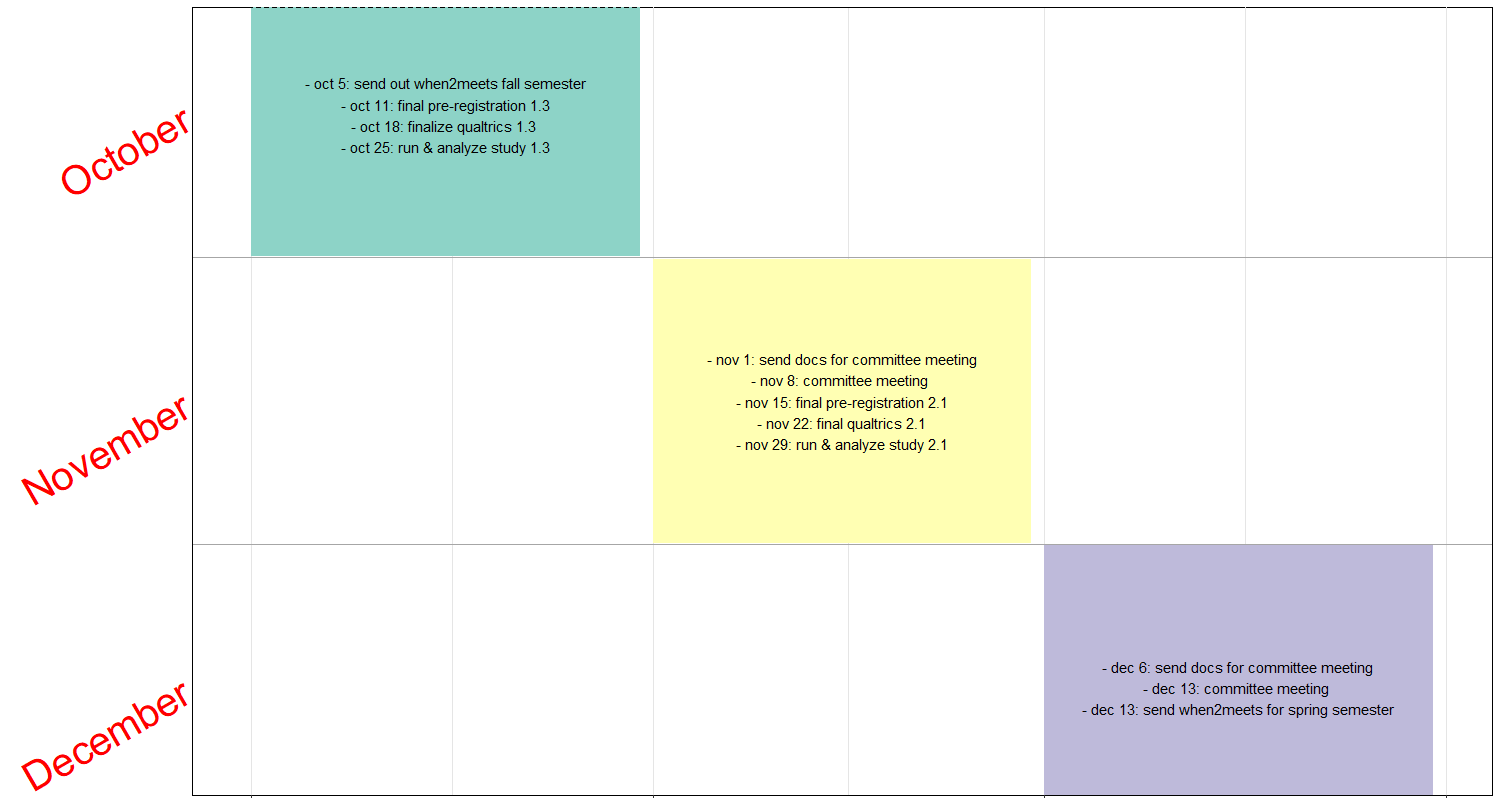 October
- oct 5: send out when2meets fall semester
- oct 11: final pre-registration 1.3
- oct 18: finalize qualtrics 1.3
- oct 25: run & analyze study 1.3
November
- nov 1: send docs for committee meeting
- nov 8: committee meeting
- nov 15: final pre-registration 2.1
- nov 22: final qualtrics 2.1
- nov 29: run & analyze study 2.1
December
- dec 6: send docs for committee meeting
- dec 13: committee meeting
- dec 13: send when2meets for spring semester